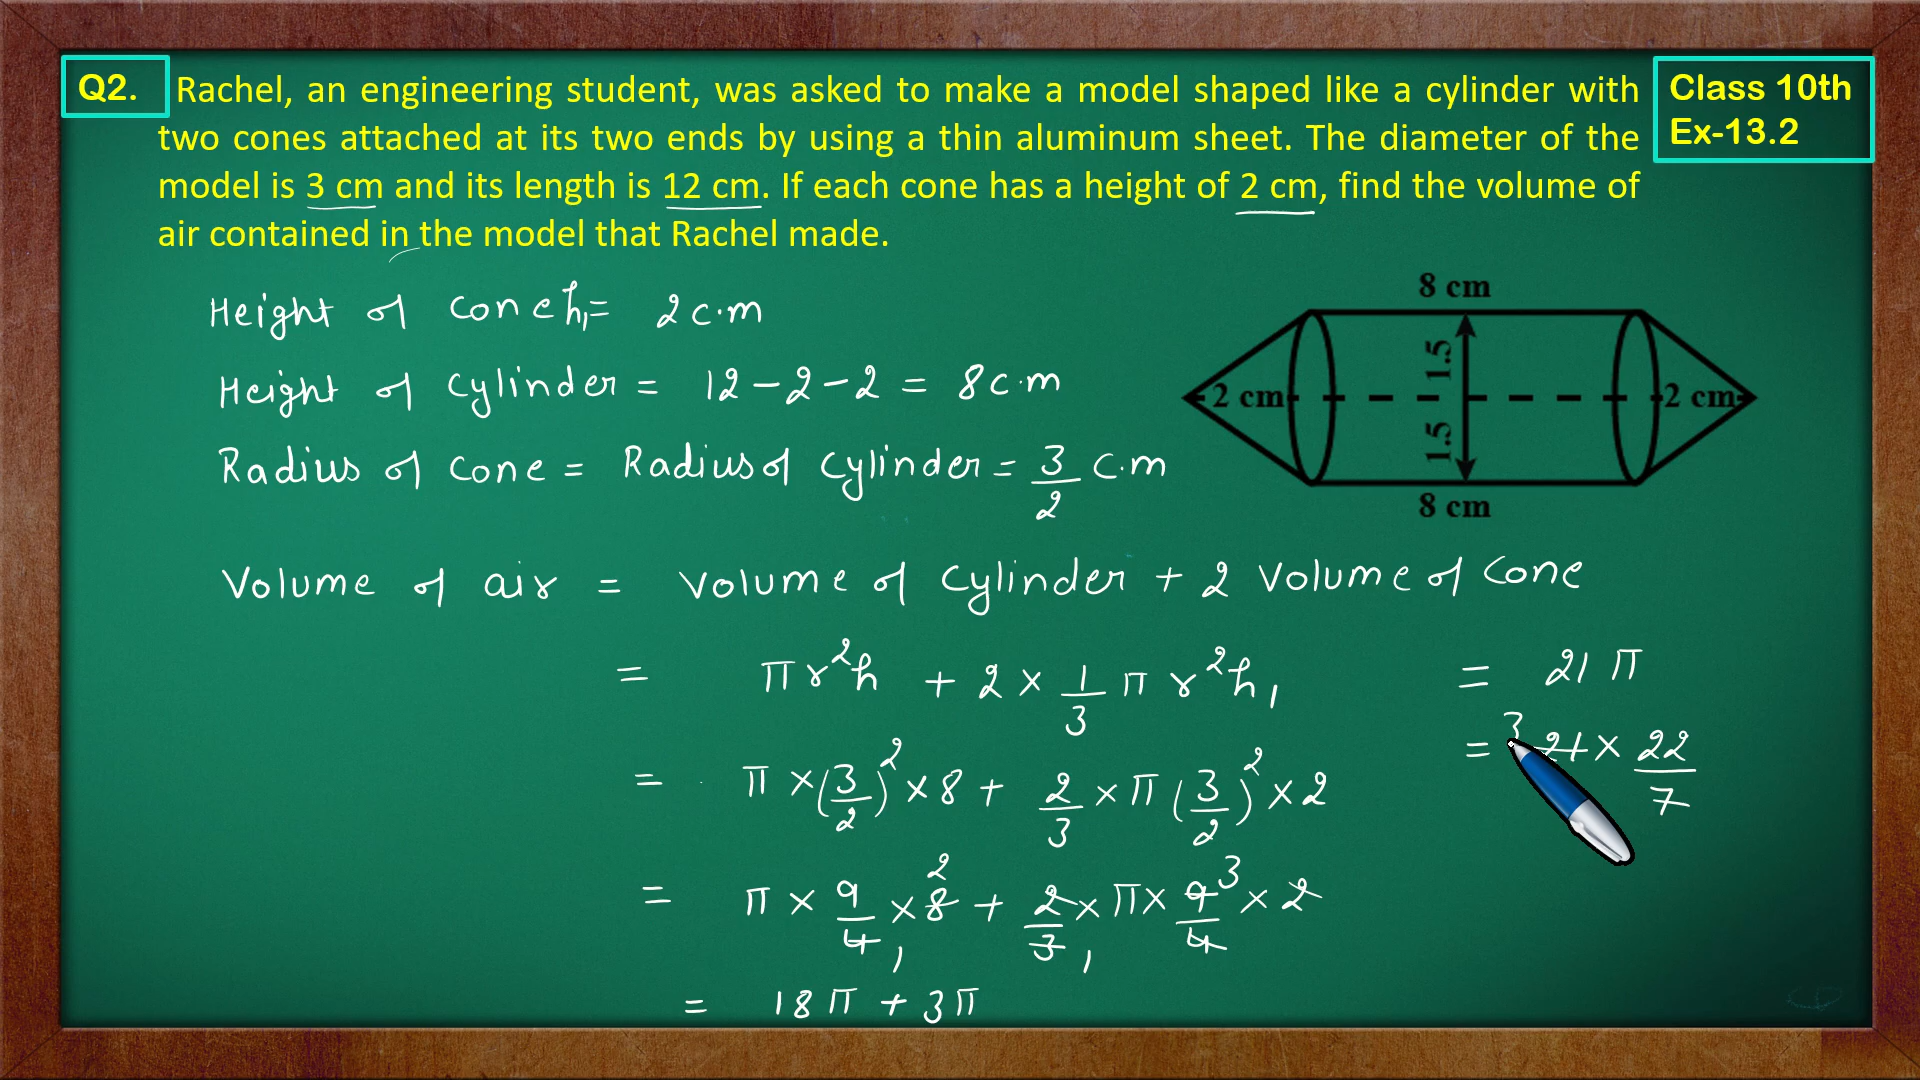 Q2. Rachel, an engineering student, was asked to make a model shaped like a cylinder with
two cones attached at its two ends by using a thin aluminum sheet. The diameter of the
model is 3 cm and its length is 12 cm. If each cone has a height of 2 cm, find the volume of
air contained in the model that Rachel made.
Class 10th
Ex-13.2
Height of cone h₁ = 2 c.m
Height of cylinder = 12 - 2 - 2 = 8 c.m
Radius of cone = Radius of cylinder = 3/2 c.m
8 cm
1.5
2 cm
2 cm
1.5
8 cm
Volume of air = Volume of cylinder + 2 Volume of cone
= πr²h + 2 × 1/3 πr²h₁
= π × (3/2)² × 8 + 2/3 × π (3/2)² × 2
= π × 9/4 × 8 2 + 2/3 × π × 9/4 3 × 2
1 1
= 18π + 3π
= 21π
= 3 21 × 22/7